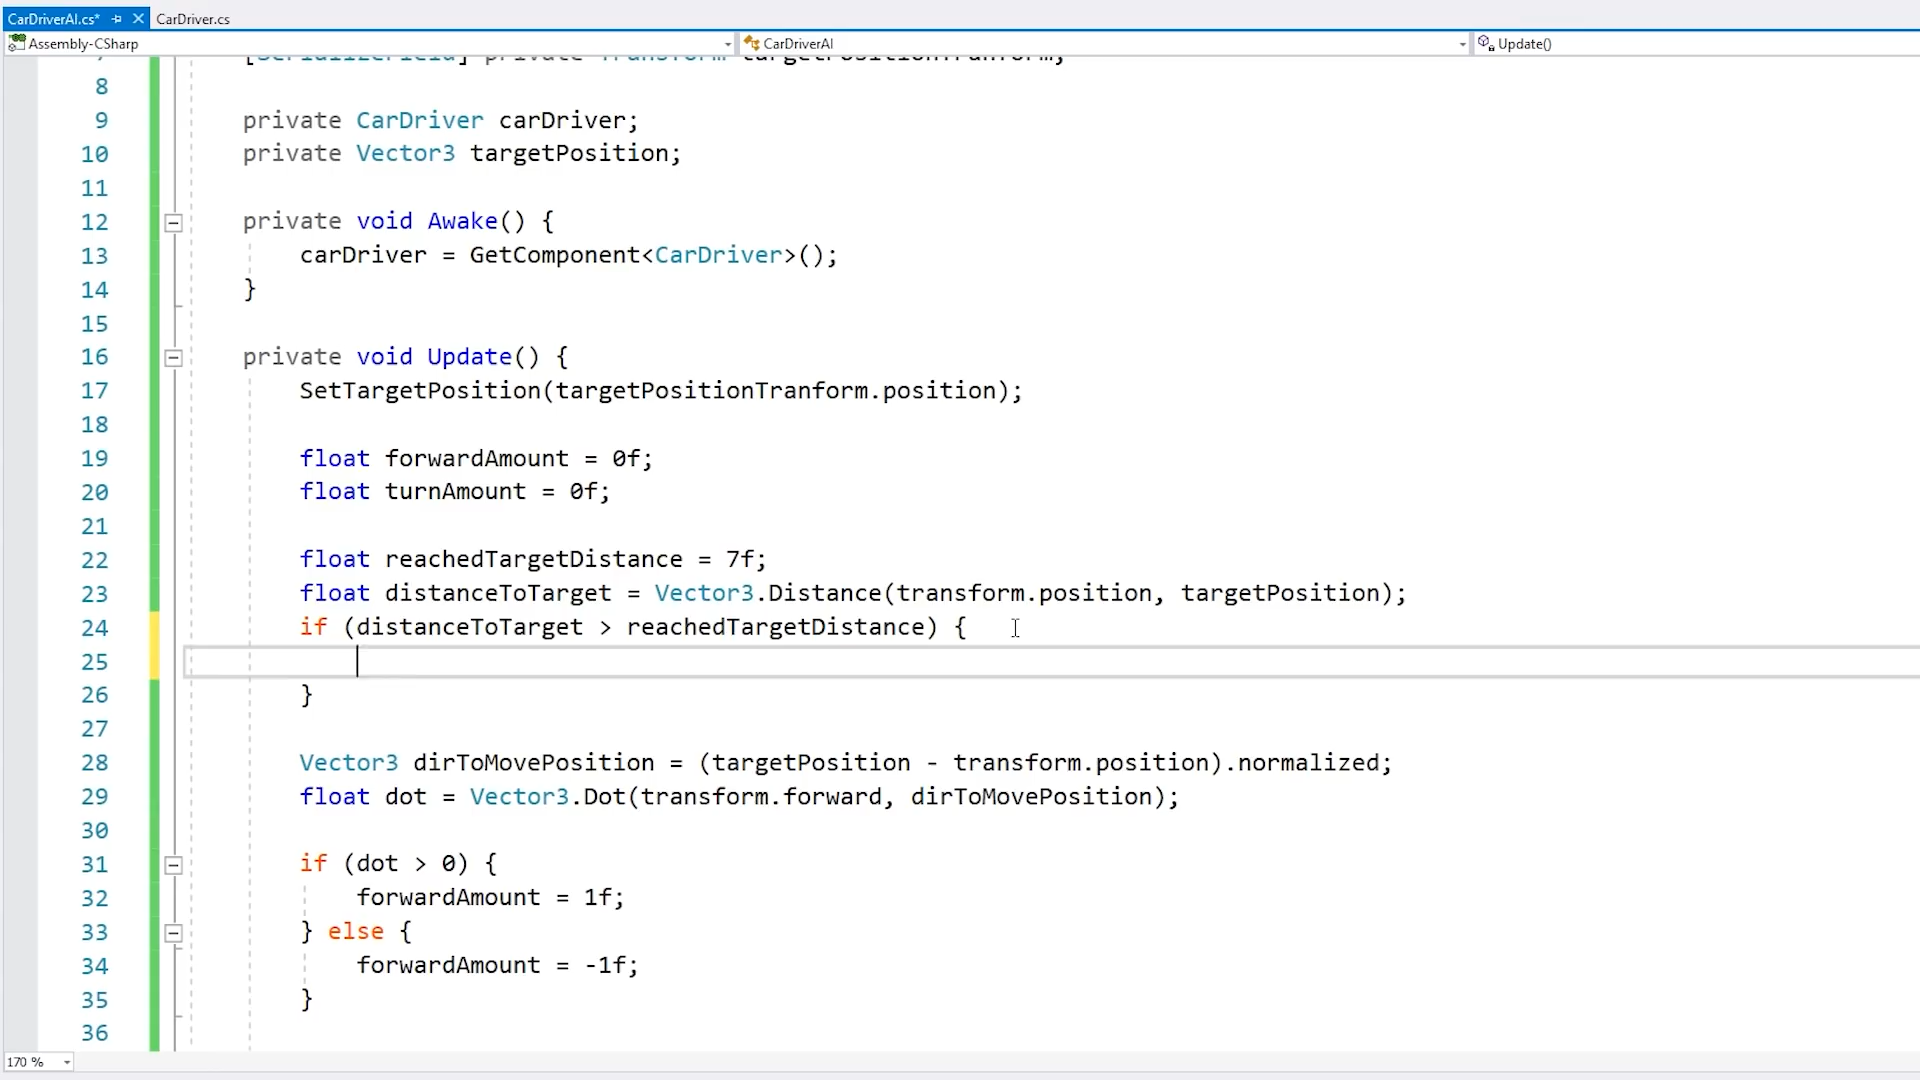 CarDriverAI.cs* CarDriver.cs
Assembly-CSharp CarDriverAI Update()
[SerializeField] private Transform targetPositionTranform;
8
9 private CarDriver carDriver;
10 private Vector3 targetPosition;
11
12 private void Awake() {
13 carDriver = GetComponent<CarDriver>();
14 }
15
16 private void Update() {
17 SetTargetPosition(targetPositionTranform.position);
18
19 float forwardAmount = 0f;
20 float turnAmount = 0f;
21
22 float reachedTargetDistance = 7f;
23 float distanceToTarget = Vector3.Distance(transform.position, targetPosition);
24 if (distanceToTarget > reachedTargetDistance) {
25
26 }
27
28 Vector3 dirToMovePosition = (targetPosition - transform.position).normalized;
29 float dot = Vector3.Dot(transform.forward, dirToMovePosition);
30
31 if (dot > 0) {
32 forwardAmount = 1f;
33 } else {
34 forwardAmount = -1f;
35 }
36
170 %